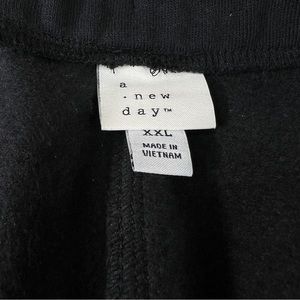 a
. new
day™
XXL
MADE IN
VIETNAM